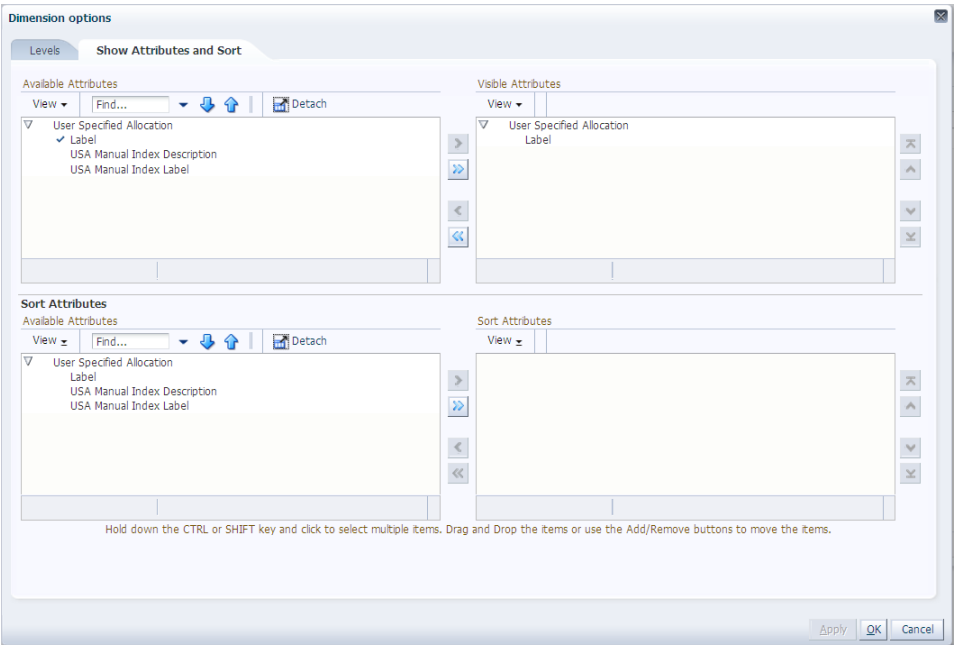 Dimension options
Levels
Show Attributes and Sort
Available Attributes
View
Find...
Detach
User Specified Allocation
Label
USA Manual Index Description
USA Manual Index Label
Visible Attributes
View
User Specified Allocation
Label
Sort Attributes
Available Attributes
View
Find...
Detach
User Specified Allocation
Label
USA Manual Index Description
USA Manual Index Label
Sort Attributes
View
Hold down the CTRL or SHIFT key and click to select multiple items. Drag and Drop the items or use the Add/Remove buttons to move the items.
Apply
OK
Cancel